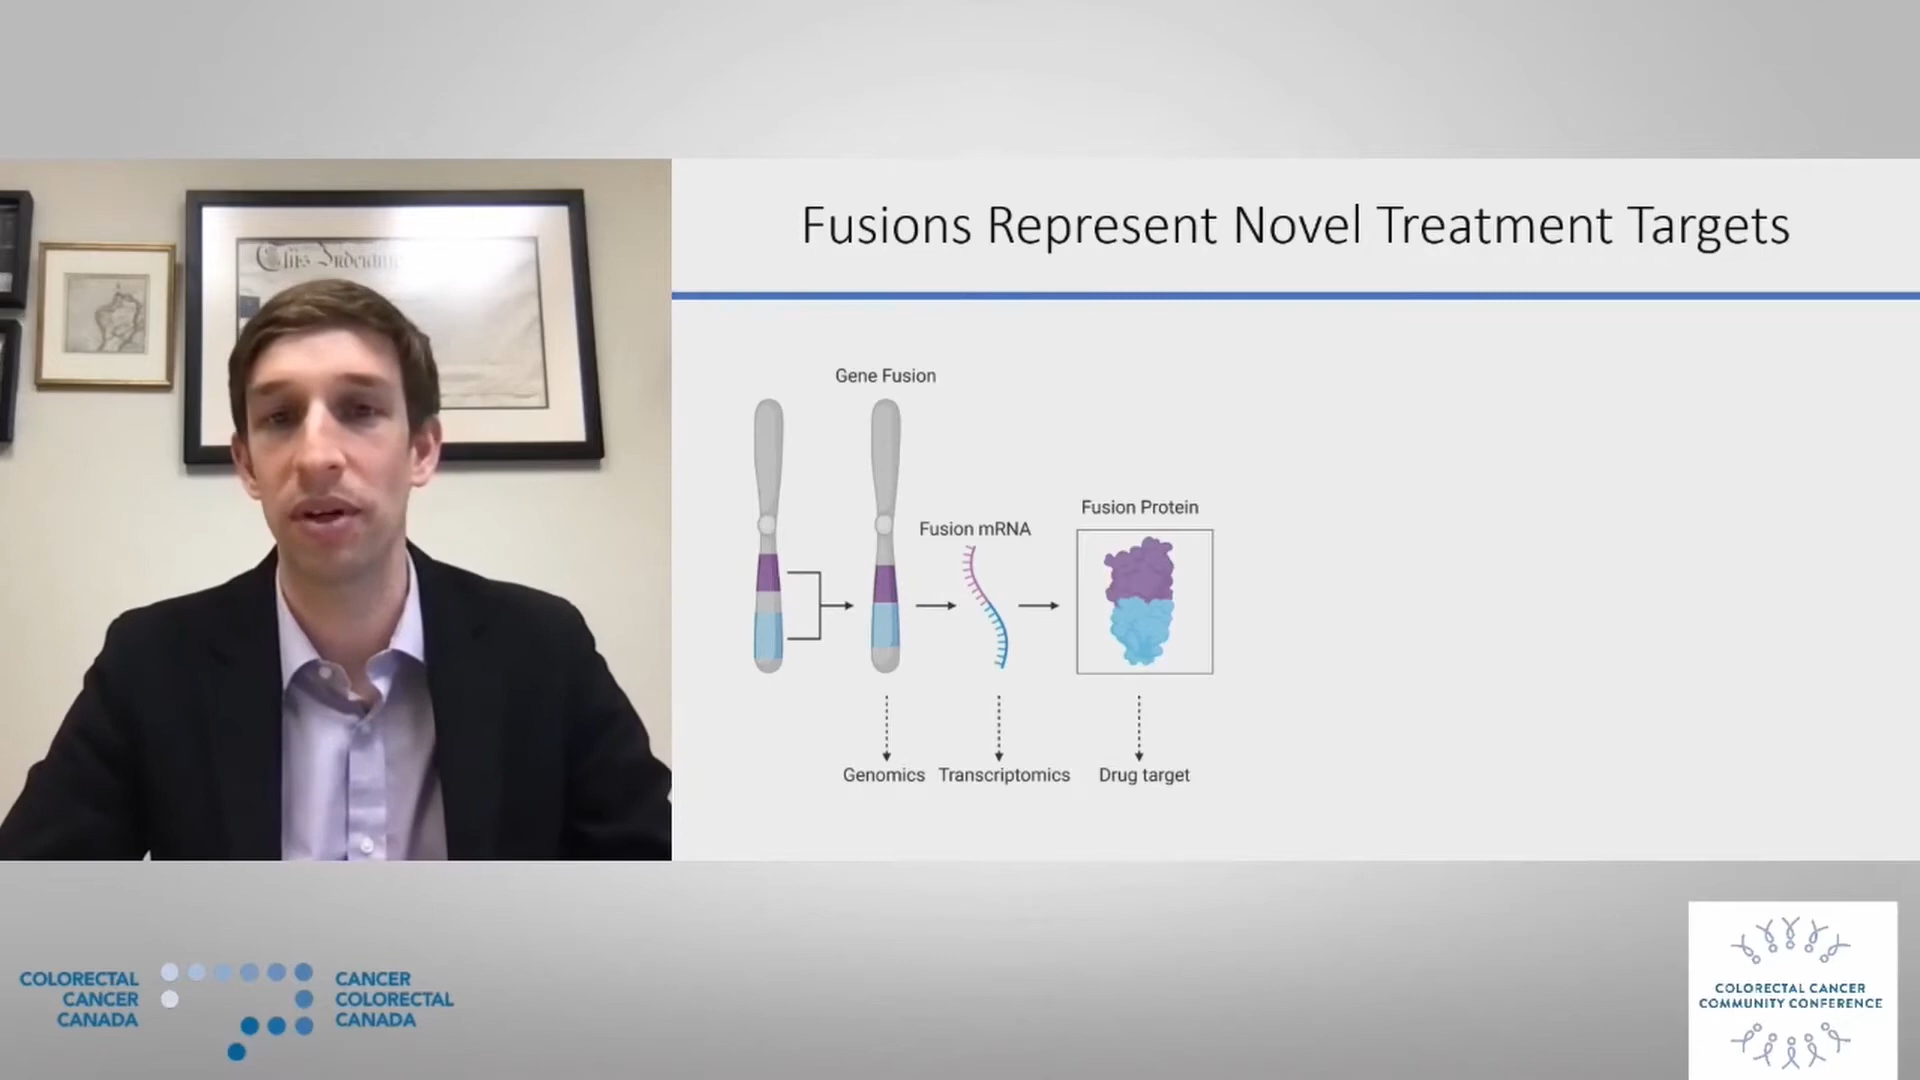 Fusions Represent Novel Treatment Targets
Gene Fusion
Fusion mRNA
Fusion Protein
Genomics
Transcriptomics
Drug target
COLORECTAL
CANCER
CANADA
CANCER
COLORECTAL
CANADA
COLORECTAL CANCER
COMMUNITY CONFERENCE